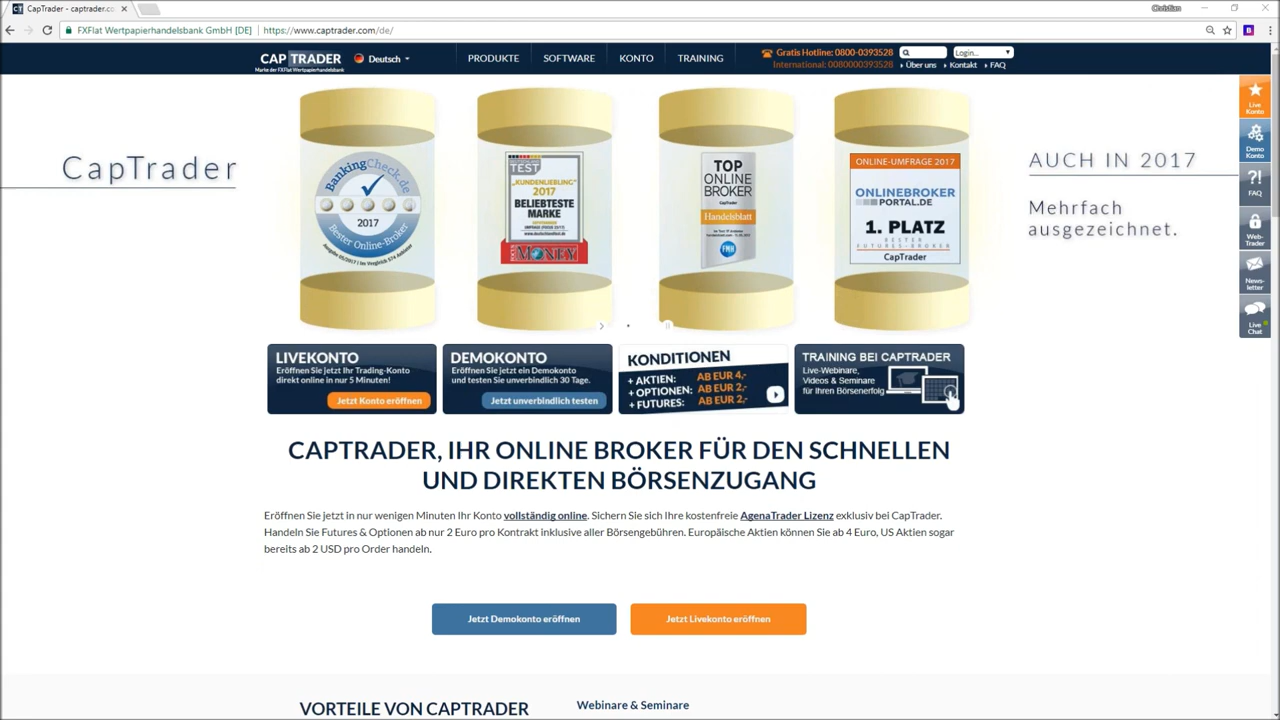 CapTrader - captrader.co
Christian
FXFlat Wertpapierhandelsbank GmbH [DE]
https://www.captrader.com/de/
CAP TRADER
Marke der FXFlat Wertpapierhandelsbank
Deutsch
PRODUKTE
SOFTWARE
KONTO
TRAINING
Gratis Hotline: 0800-0393528
International: 0080000393528
Login...
Über uns
Kontakt
FAQ
CapTrader
BankingCheck.de
2017
Bester Online-Broker
TEST
„KUNDENLIEBLING"
2017
BELIEBTESTE
MARKE
MONEY
TOP
ONLINE
BROKER
CapTrader
Handelsblatt
FMH
ONLINE-UMFRAGE 2017
ONLINEBROKER
PORTAL.DE
1. PLATZ
BESTER
FUTURES-BROKER
CapTrader
AUCH IN 2017
Mehrfach
ausgezeichnet.
Live
Konto
Demo
Konto
?!
FAQ
Web-
Trader
News-
letter
Live
Chat
LIVEKONTO
Eröffnen Sie jetzt Ihr Trading-Konto
direkt online in nur 5 Minuten!
Jetzt Konto eröffnen
DEMOKONTO
Eröffnen Sie jetzt ein Demokonto
und testen Sie unverbindlich 30 Tage.
Jetzt unverbindlich testen
KONDITIONEN
+ AKTIEN: AB EUR 4,-
+ OPTIONEN: AB EUR 2,-
+ FUTURES: AB EUR 2,-
TRAINING BEI CAPTRADER
Live-Webinare,
Videos & Seminare
für Ihren Börsenerfolg
CAPTRADER, IHR ONLINE BROKER FÜR DEN SCHNELLEN
UND DIREKTEN BÖRSENZUGANG
Eröffnen Sie jetzt in nur wenigen Minuten Ihr Konto vollständig online. Sichern Sie sich Ihre kostenfreie AgenaTrader Lizenz exklusiv bei CapTrader.
Handeln Sie Futures & Optionen ab nur 2 Euro pro Kontrakt inklusive aller Börsengebühren. Europäische Aktien können Sie ab 4 Euro, US Aktien sogar
bereits ab 2 USD pro Order handeln.
Jetzt Demokonto eröffnen
Jetzt Livekonto eröffnen
VORTEILE VON CAPTRADER
Webinare & Seminare